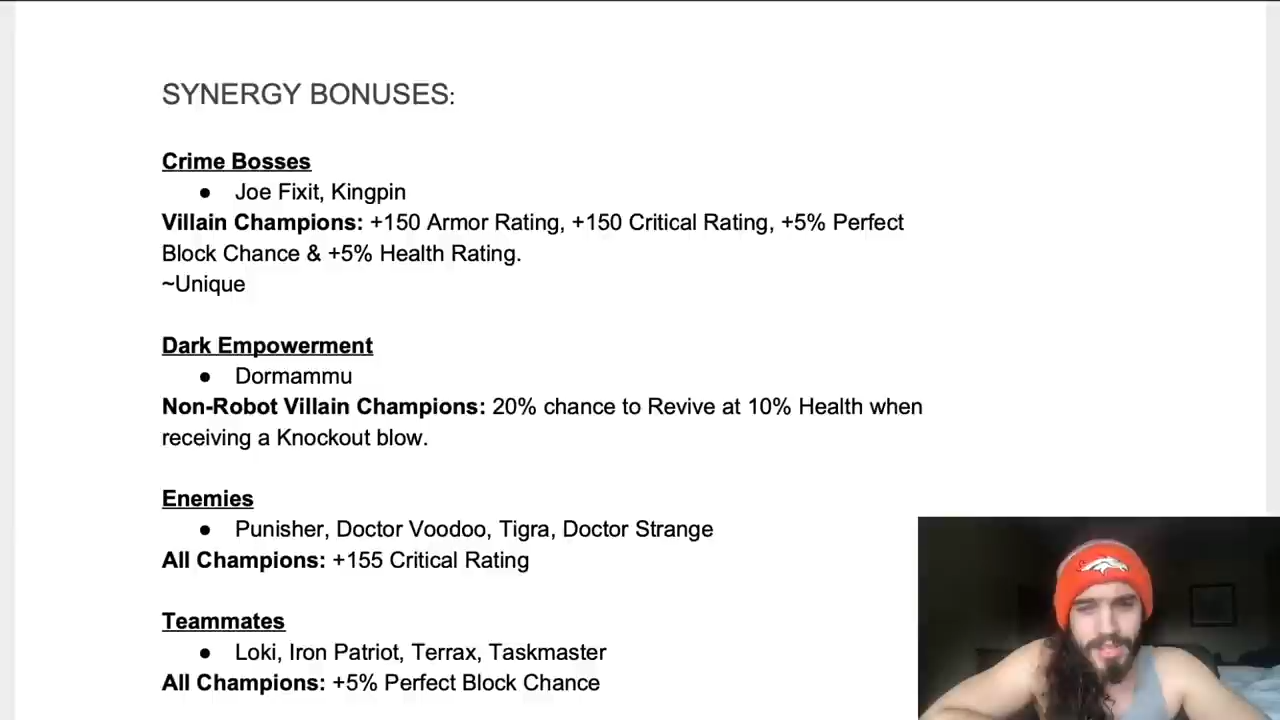 SYNERGY BONUSES:
Crime Bosses
● Joe Fixit, Kingpin
Villain Champions: +150 Armor Rating, +150 Critical Rating, +5% Perfect
Block Chance & +5% Health Rating.
~Unique
Dark Empowerment
● Dormammu
Non-Robot Villain Champions: 20% chance to Revive at 10% Health when
receiving a Knockout blow.
Enemies
● Punisher, Doctor Voodoo, Tigra, Doctor Strange
All Champions: +155 Critical Rating
Teammates
● Loki, Iron Patriot, Terrax, Taskmaster
All Champions: +5% Perfect Block Chance